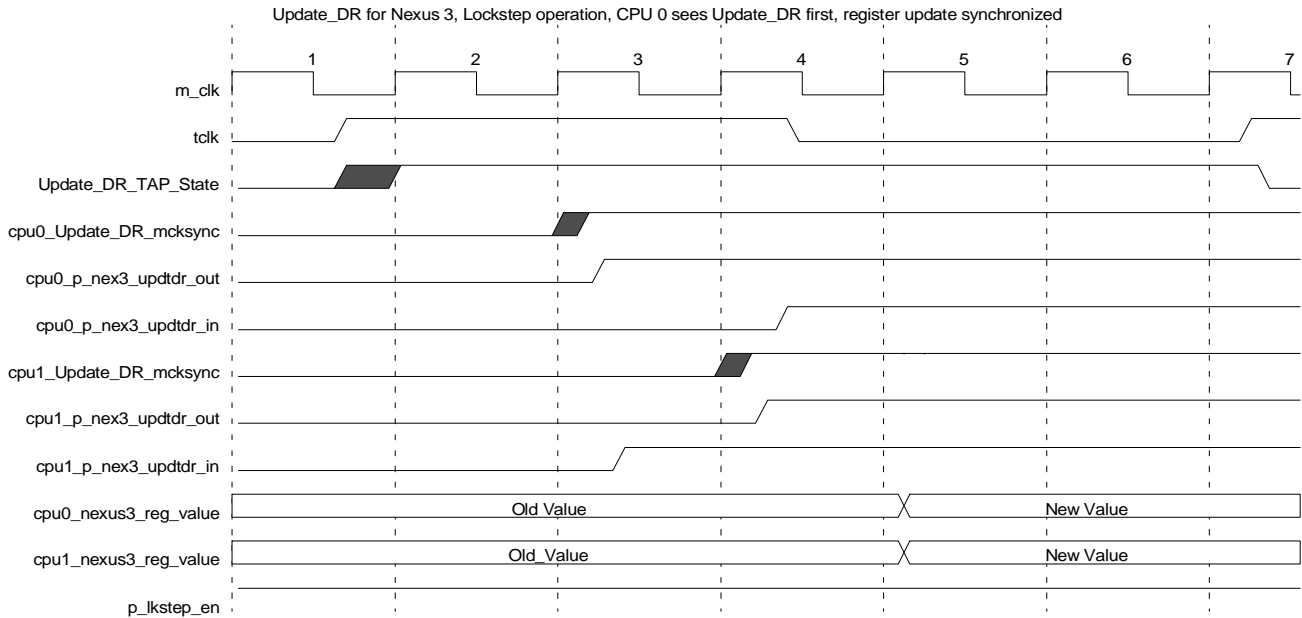 Update_DR for Nexus 3, Lockstep operation, CPU 0 sees Update_DR first, register update synchronized
1 2 3 4 5 6 7
m_clk
tclk
Update_DR_TAP_State
cpu0_Update_DR_mcksync
cpu0_p_nex3_updtdr_out
cpu0_p_nex3_updtdr_in
cpu1_Update_DR_mcksync
cpu1_p_nex3_updtdr_out
cpu1_p_nex3_updtdr_in
cpu0_nexus3_reg_value Old Value New Value
cpu1_nexus3_reg_value Old_Value New Value
p_lkstep_en